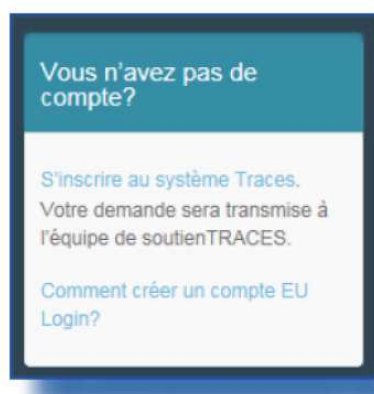 Vous n'avez pas de
compte?
S'inscrire au système Traces.
Votre demande sera transmise à
l'équipe de soutienTRACES.
Comment créer un compte EU
Login?